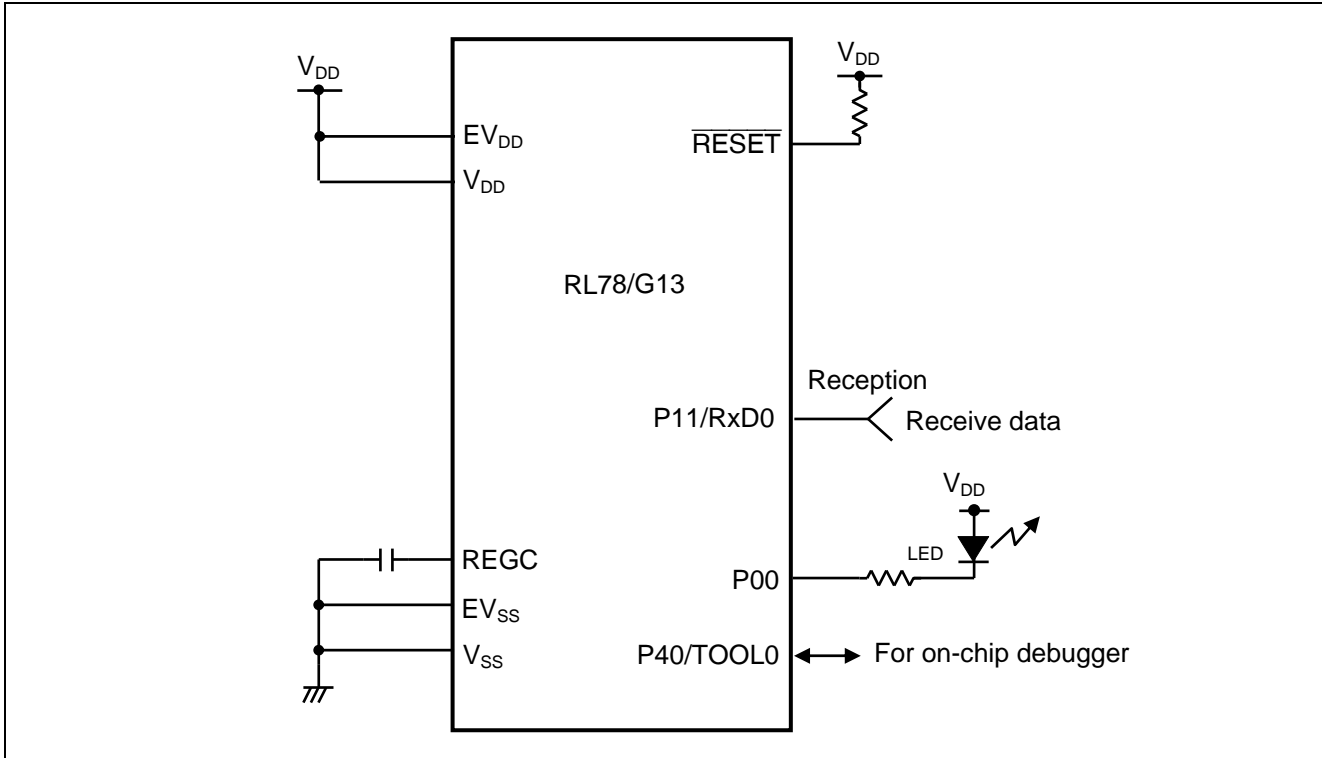 VDD
EVDD
VDD
RL78/G13
REGC
EVSS
VSS
VDD
RESET
Reception
P11/RxD0
Receive data
VDD
LED
P00
P40/TOOL0
For on-chip debugger